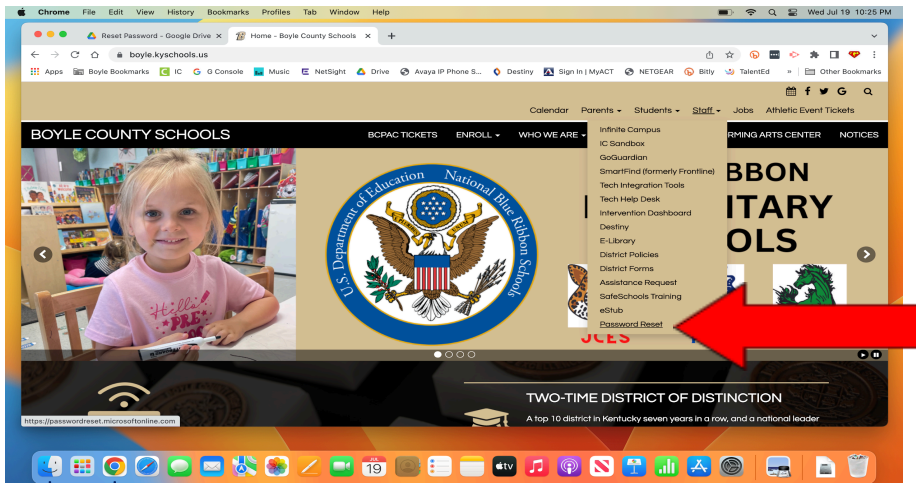 Chrome File Edit View History Bookmarks Profiles Tab Window Help Wed Jul 19 10:25 PM
Reset Password - Google Drive Home - Boyle County Schools
boyle.kyschools.us
Apps Boyle Bookmarks IC G Console Music NetSight Drive Avaya IP Phone S... Destiny Sign In | MyACT NETGEAR Bitly TalentEd » Other Bookmarks
Calendar Parents Students Staff Jobs Athletic Event Tickets
BOYLE COUNTY SCHOOLS BCPAC TICKETS ENROLL WHO WE ARE RMING ARTS CENTER NOTICES
Infinite Campus
IC Sandbox
GoGuardian
SmartFind (formerly Frontline)
Tech Integration Tools
Tech Help Desk
Intervention Dashboard
Destiny
E-Library
District Policies
District Forms
Assistance Request
SafeSchools Training
eStub
Password Reset
U.S. Department of Education National Blue Ribbon Schools
BBON
ITARY
OLS
Hello!
PRE
JCES
TWO-TIME DISTRICT OF DISTINCTION
A top 10 district in Kentucky seven years in a row, and a national leader
https://passwordreset.microsoftonline.com
JUL
19
tv